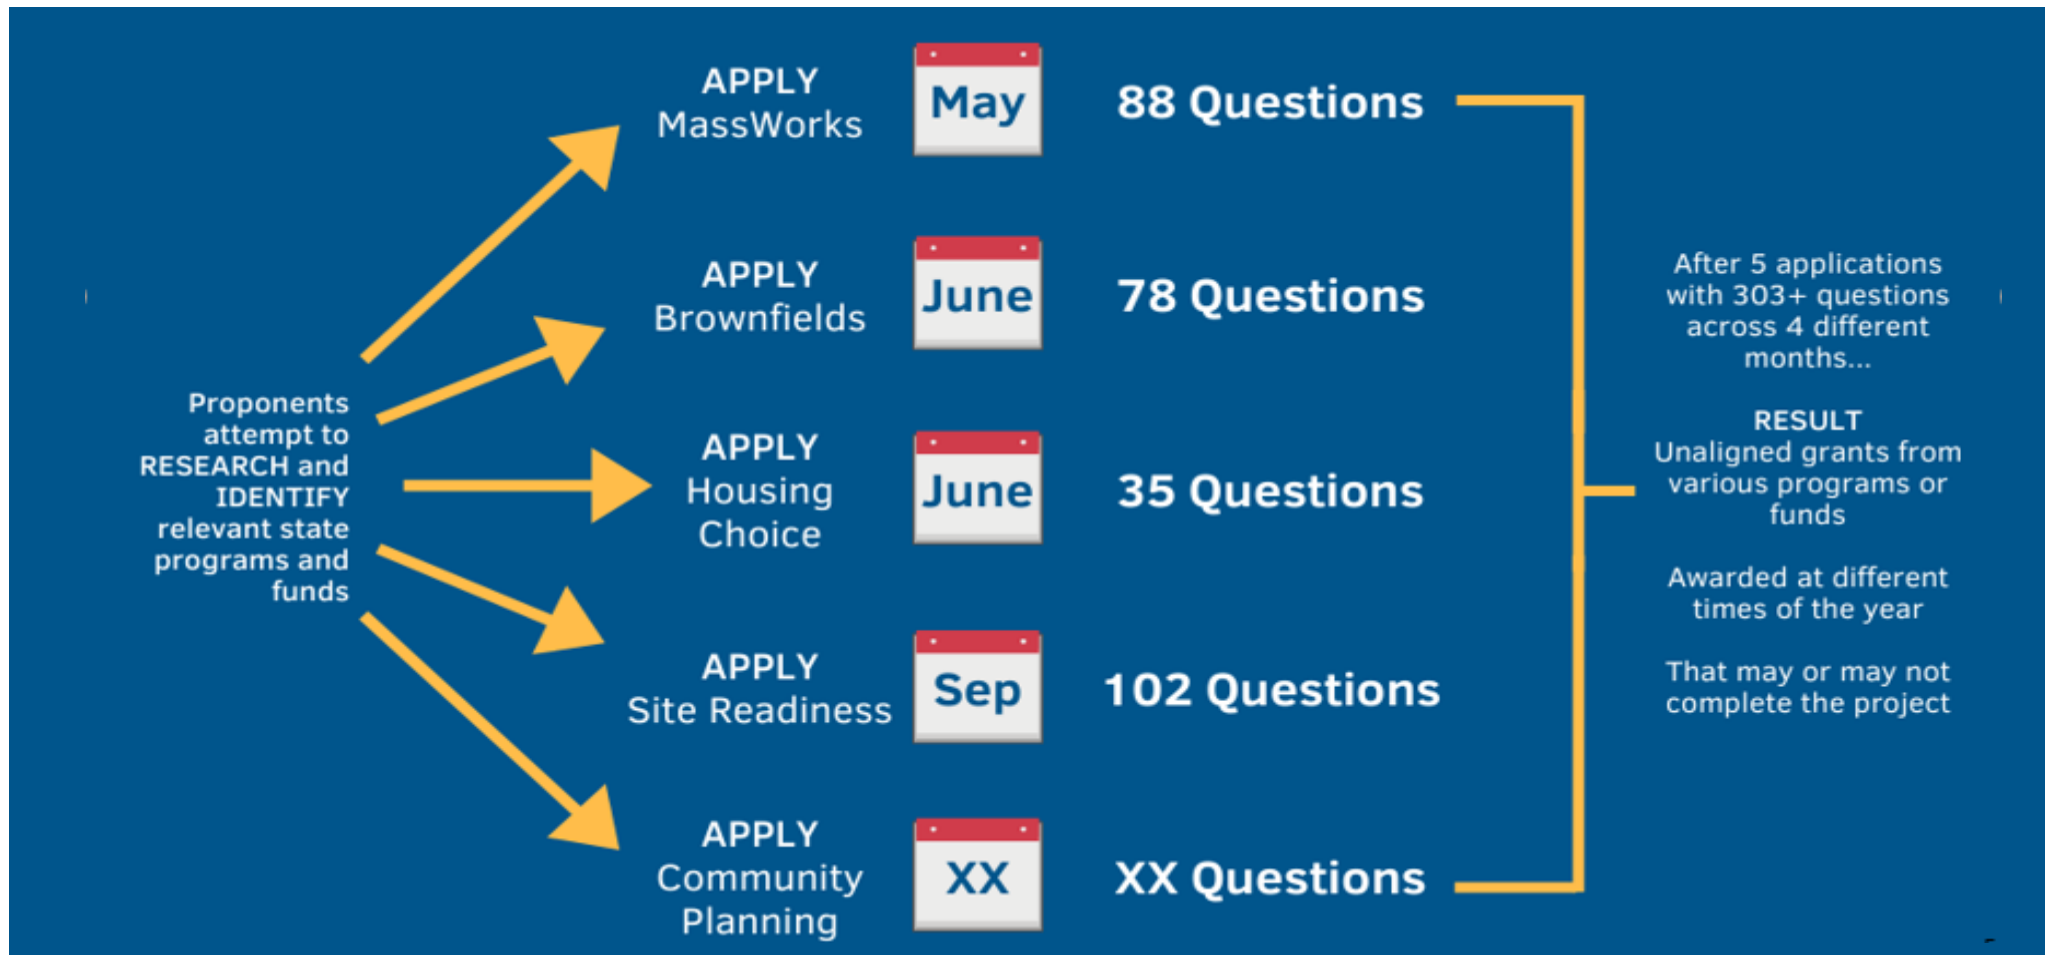 Proponents
attempt to
RESEARCH and
IDENTIFY
relevant state
programs and
funds
APPLY
MassWorks
May
88 Questions
APPLY
Brownfields
June
78 Questions
APPLY
Housing
Choice
June
35 Questions
APPLY
Site Readiness
Sep
102 Questions
APPLY
Community
Planning
XX
XX Questions
After 5 applications
with 303+ questions
across 4 different
months...
RESULT
Unaligned grants from
various programs or
funds
Awarded at different
times of the year
That may or may not
complete the project